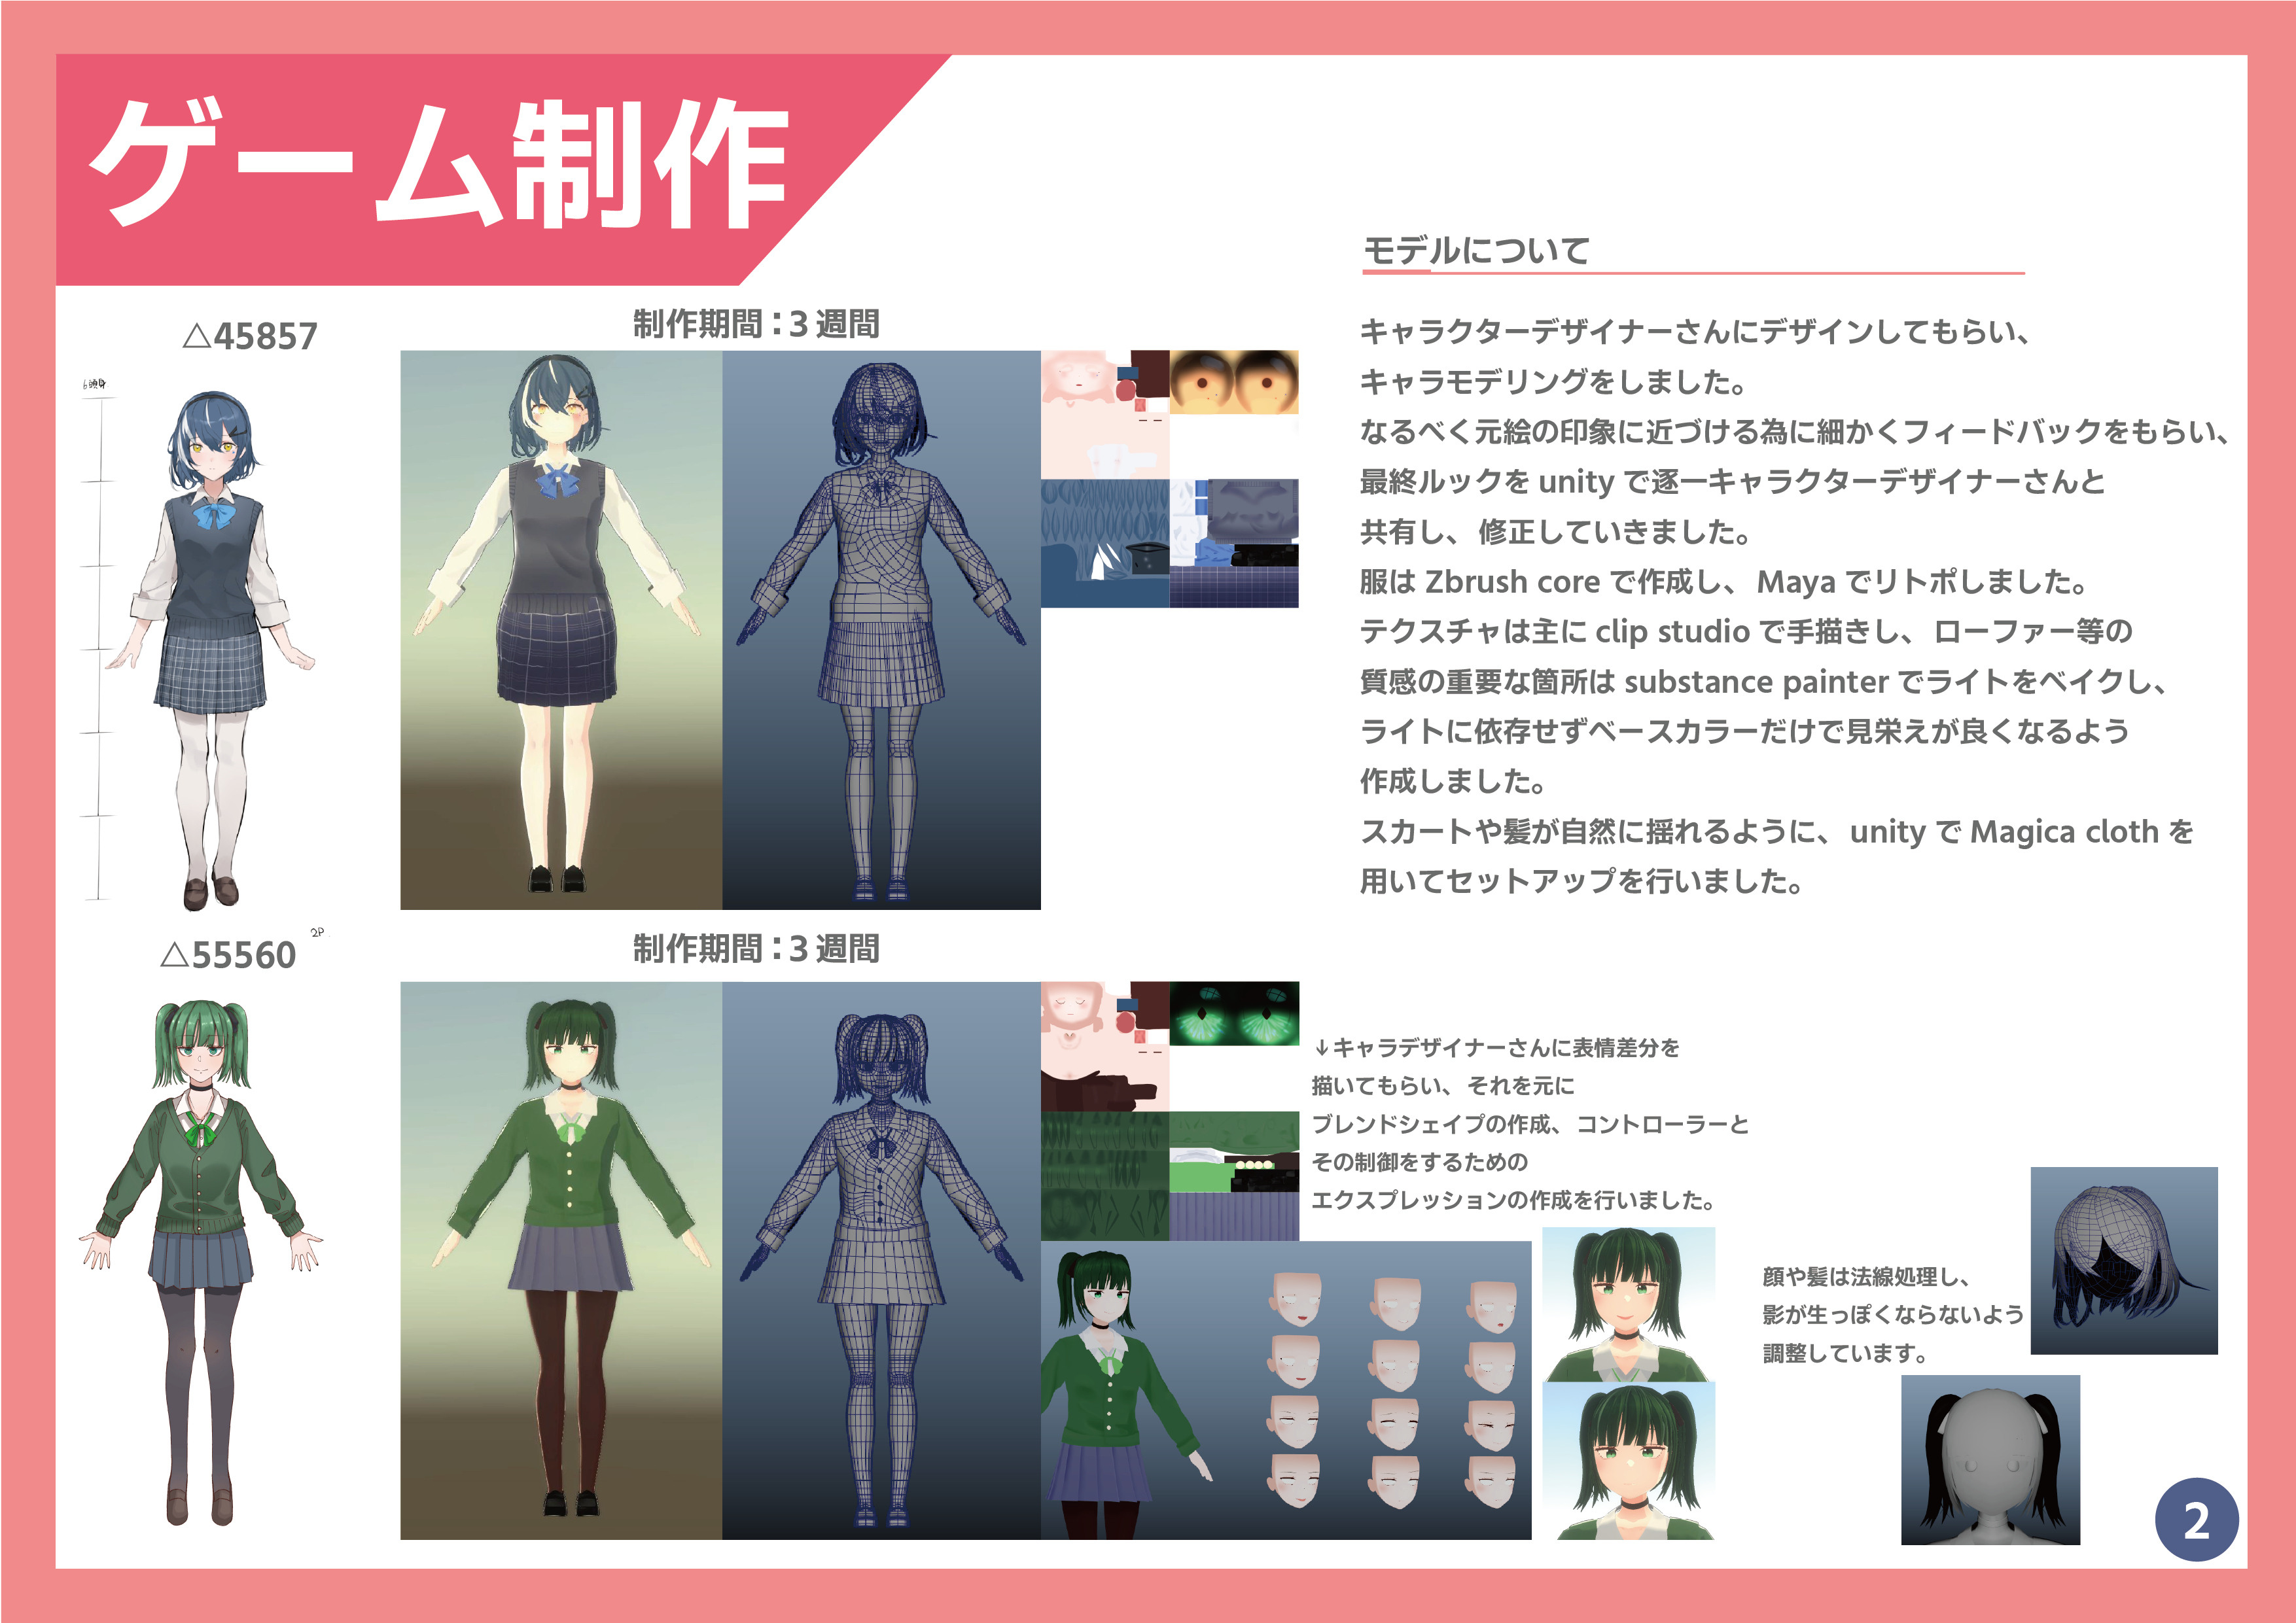 ゲーム制作
△45857
6頭身
制作期間：3 週間
モデルについて
キャラクターデザイナーさんにデザインしてもらい、
キャラモデリングをしました。
なるべく元絵の印象に近づける為に細かくフィードバックをもらい、
最終ルックを unity で逐一キャラクターデザイナーさんと
共有し、修正していきました。
服は Zbrush core で作成し、Maya でリトポしました。
テクスチャは主に clip studio で手描きし、ローファー等の
質感の重要な箇所は substance painter でライトをベイクし、
ライトに依存せずベースカラーだけで見栄えが良くなるよう
作成しました。
スカートや髪が自然に揺れるように、unity で Magica cloth を
用いてセットアップを行いました。
△55560
2P
制作期間：3 週間
↓キャラデザイナーさんに表情差分を
描いてもらい、それを元に
ブレンドシェイプの作成、コントローラーと
その制御をするための
エクスプレッションの作成を行いました。
顔や髪は法線処理し、
影が生っぽくならないよう
調整しています。
2